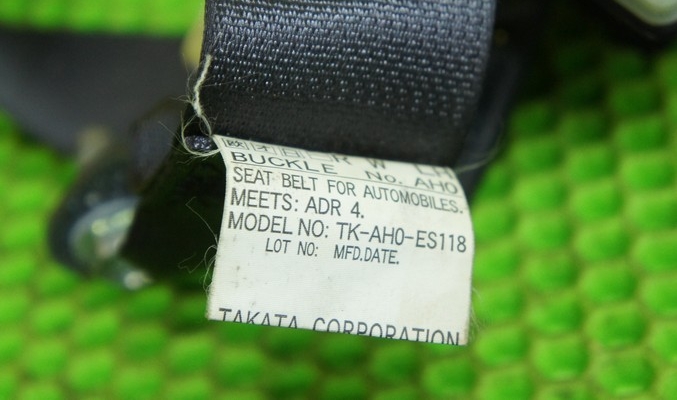 R W LH
BUCKLE No. AH0
SEAT BELT FOR AUTOMOBILES.
MEETS: ADR 4.
MODEL NO: TK-AH0-ES118
LOT NO: MFD.DATE.
TAKATA CORPORATION